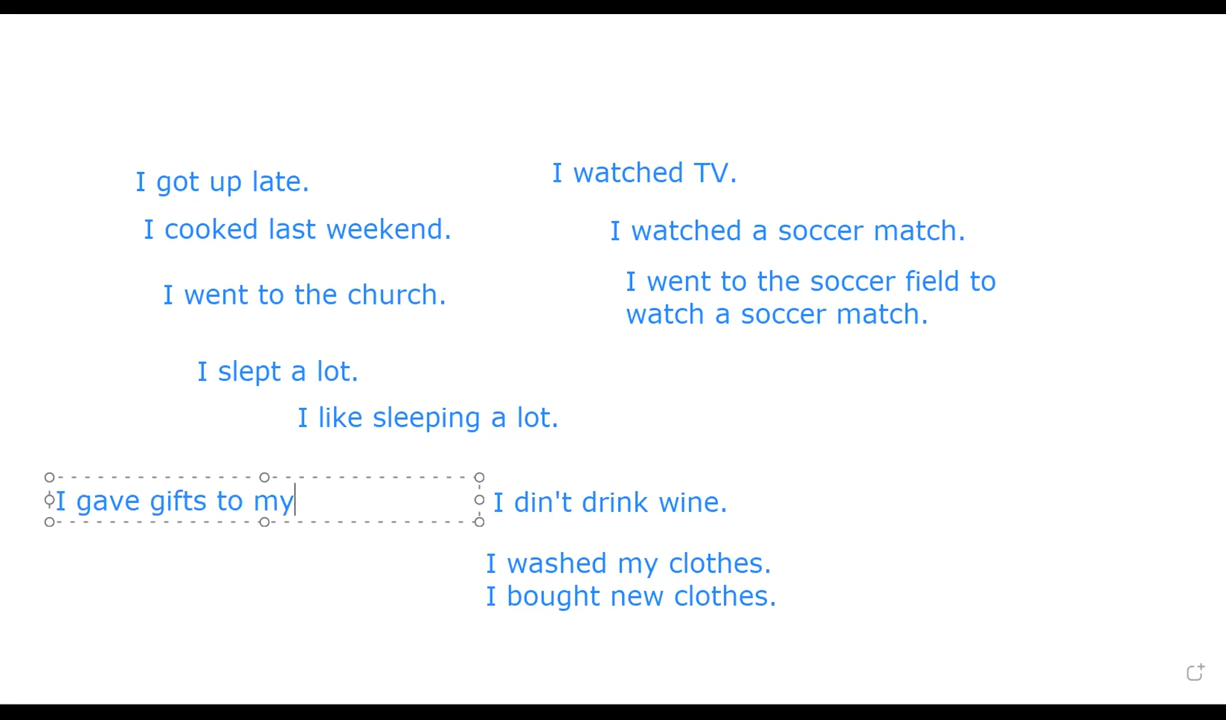 I got up late.
I watched TV.
I cooked last weekend.
I watched a soccer match.
I went to the church.
I went to the soccer field to
watch a soccer match.
I slept a lot.
I like sleeping a lot.
I gave gifts to my
I din't drink wine.
I washed my clothes.
I bought new clothes.